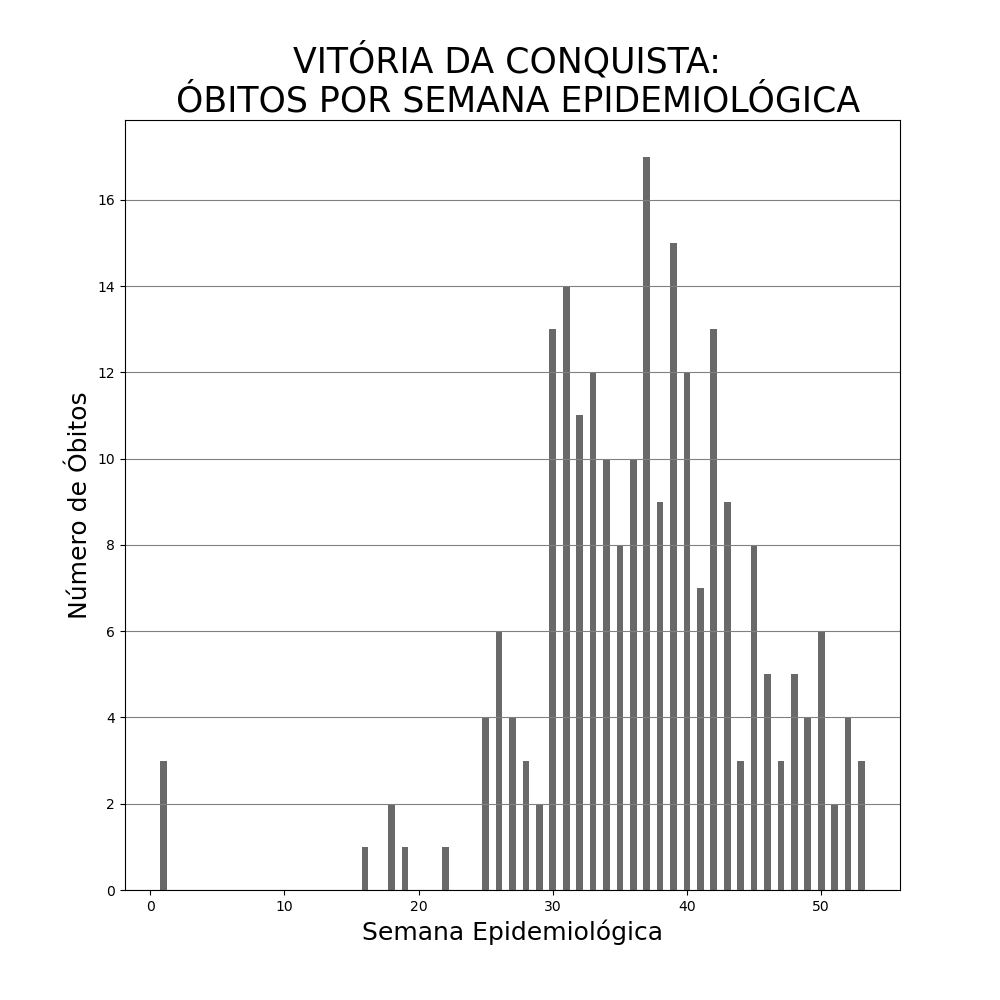 VITÓRIA DA CONQUISTA:
ÓBITOS POR SEMANA EPIDEMIOLÓGICA
16
14
12
10
8
6
4
2
0
Número de Óbitos
0 10 20 30 40 50
Semana Epidemiológica